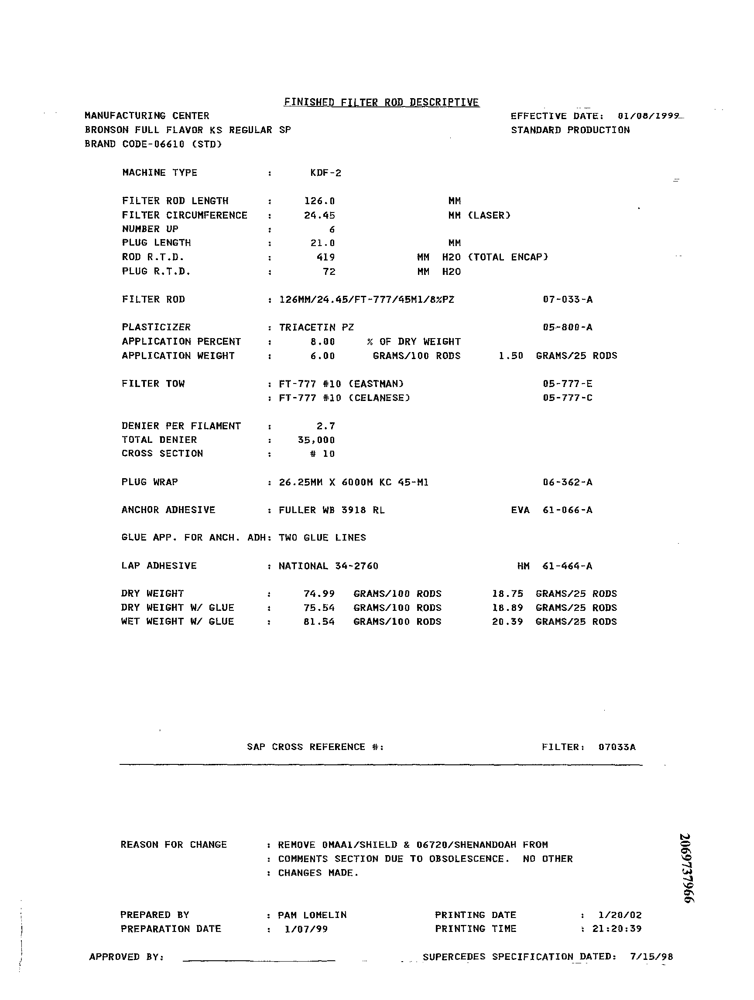 FINISHED FILTER ROD DESCRIPTIVE
MANUFACTURING CENTER EFFECTIVE DATE: 01/08/1999
BRONSON FULL FLAVOR KS REGULAR SP STANDARD PRODUCTION
BRAND CODE-06610 (STD)
MACHINE TYPE : KDF-2
FILTER ROD LENGTH : 126.0 MM
FILTER CIRCUMFERENCE : 24.45 MM (LASER)
NUMBER UP : 6
PLUG LENGTH : 21.0 MM
ROD R.T.D. : 419 MM H2O (TOTAL ENCAP)
PLUG R.T.D. : 72 MM H2O
FILTER ROD : 126MM/24.45/FT-777/45M1/8%PZ 07-033-A
PLASTICIZER : TRIACETIN PZ 05-800-A
APPLICATION PERCENT : 8.00 % OF DRY WEIGHT
APPLICATION WEIGHT : 6.00 GRAMS/100 RODS 1.50 GRAMS/25 RODS
FILTER TOW : FT-777 #10 (EASTMAN) 05-777-E
: FT-777 #10 (CELANESE) 05-777-C
DENIER PER FILAMENT : 2.7
TOTAL DENIER : 35,000
CROSS SECTION : # 10
PLUG WRAP : 26.25MM X 6000M KC 45-M1 06-362-A
ANCHOR ADHESIVE : FULLER WB 3918 RL EVA 61-066-A
GLUE APP. FOR ANCH. ADH: TWO GLUE LINES
LAP ADHESIVE : NATIONAL 34-2760 HM 61-464-A
DRY WEIGHT : 74.99 GRAMS/100 RODS 18.75 GRAMS/25 RODS
DRY WEIGHT W/ GLUE : 75.54 GRAMS/100 RODS 18.89 GRAMS/25 RODS
WET WEIGHT W/ GLUE : 81.54 GRAMS/100 RODS 20.39 GRAMS/25 RODS
SAP CROSS REFERENCE #: FILTER: 07033A
REASON FOR CHANGE : REMOVE OMAA1/SHIELD & 06720/SHENANDOAH FROM
: COMMENTS SECTION DUE TO OBSOLESCENCE. NO OTHER
: CHANGES MADE.
2069737966
PREPARED BY : PAM LOMELIN PRINTING DATE : 1/20/02
PREPARATION DATE : 1/07/99 PRINTING TIME : 21:20:39
APPROVED BY: SUPERCEDES SPECIFICATION DATED: 7/15/98